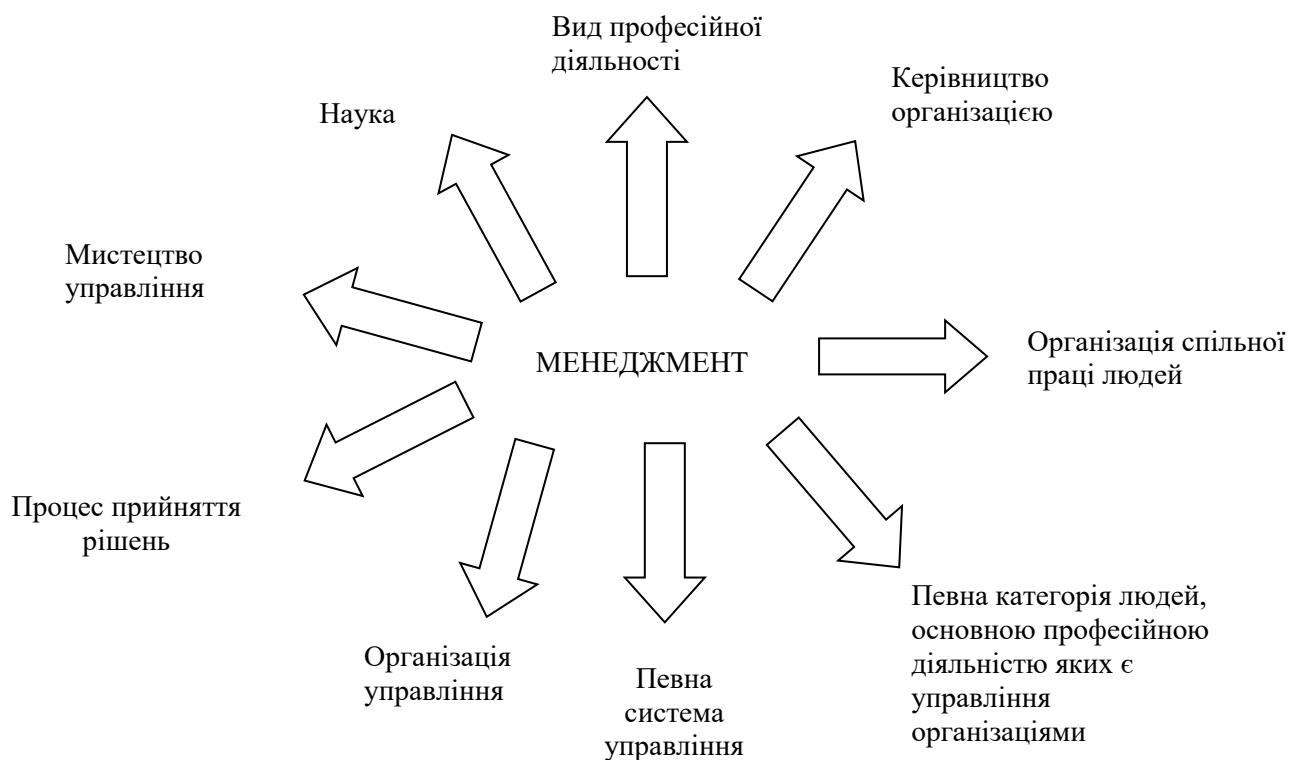 Вид професійної
діяльності
Керівництво
організацією
Наука
Мистецтво
управління
МЕНЕДЖМЕНТ
Організація спільної
праці людей
Процес прийняття
рішень
Певна категорія людей,
основною професійною
діяльністю яких є
управління
організаціями
Організація
управління
Певна
система
управління